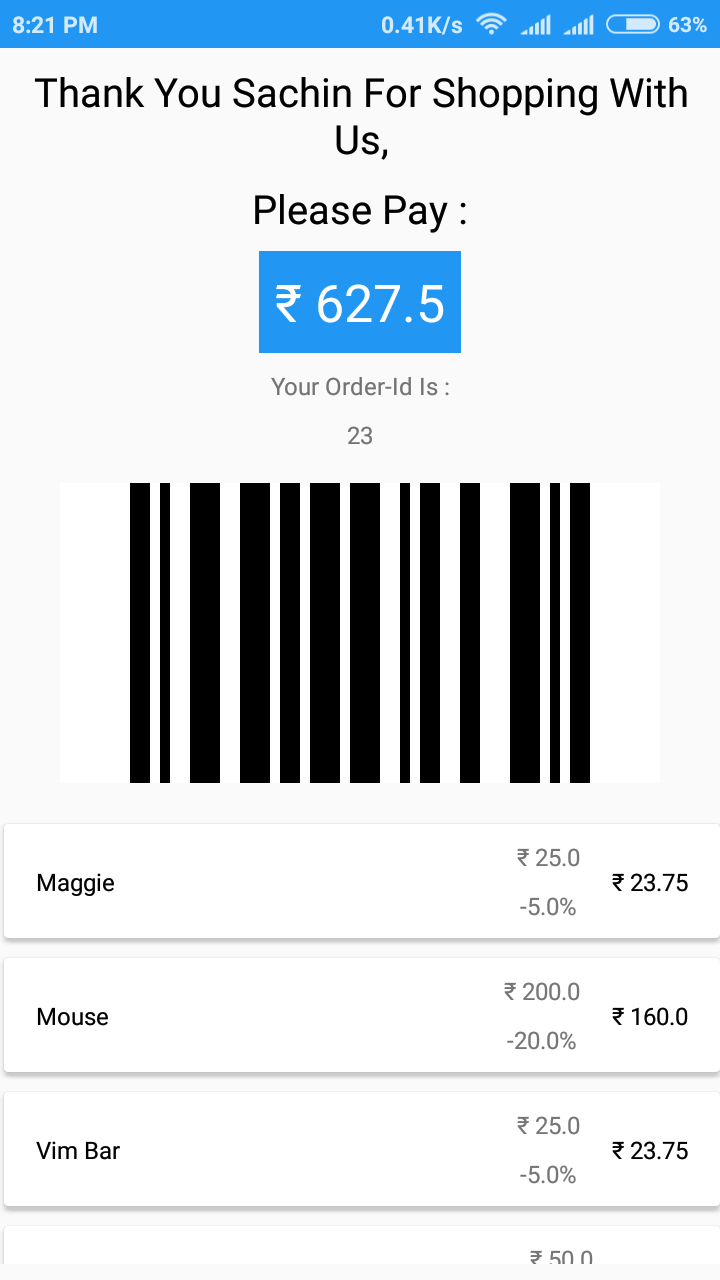 8:21 PM 0.41K/s 63%
Thank You Sachin For Shopping With
Us,
Please Pay :
₹ 627.5
Your Order-Id Is :
23
₹ 25.0
Maggie ₹ 23.75
-5.0%
₹ 200.0
Mouse ₹ 160.0
-20.0%
₹ 25.0
Vim Bar ₹ 23.75
-5.0%
₹ 50.0